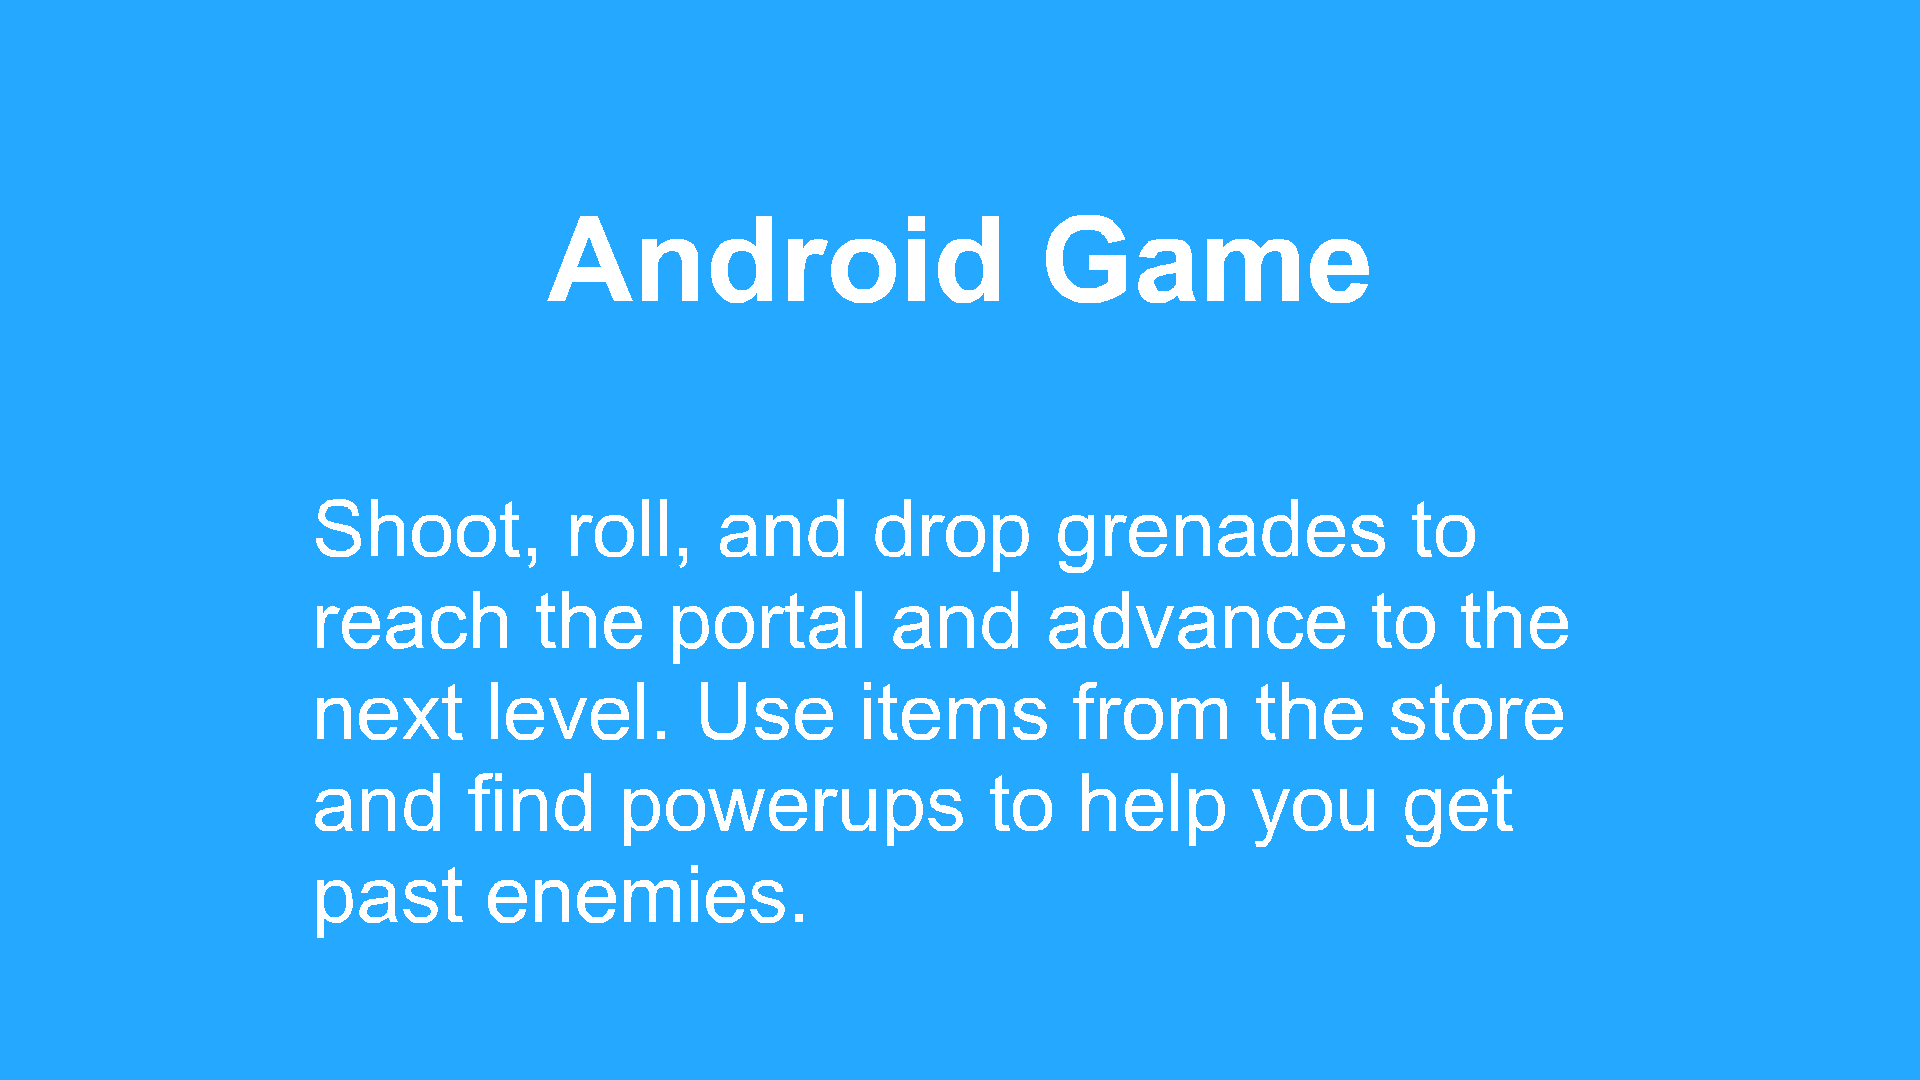 Android Game
Shoot, roll, and drop grenades to
reach the portal and advance to the
next level. Use items from the store
and find powerups to help you get
past enemies.